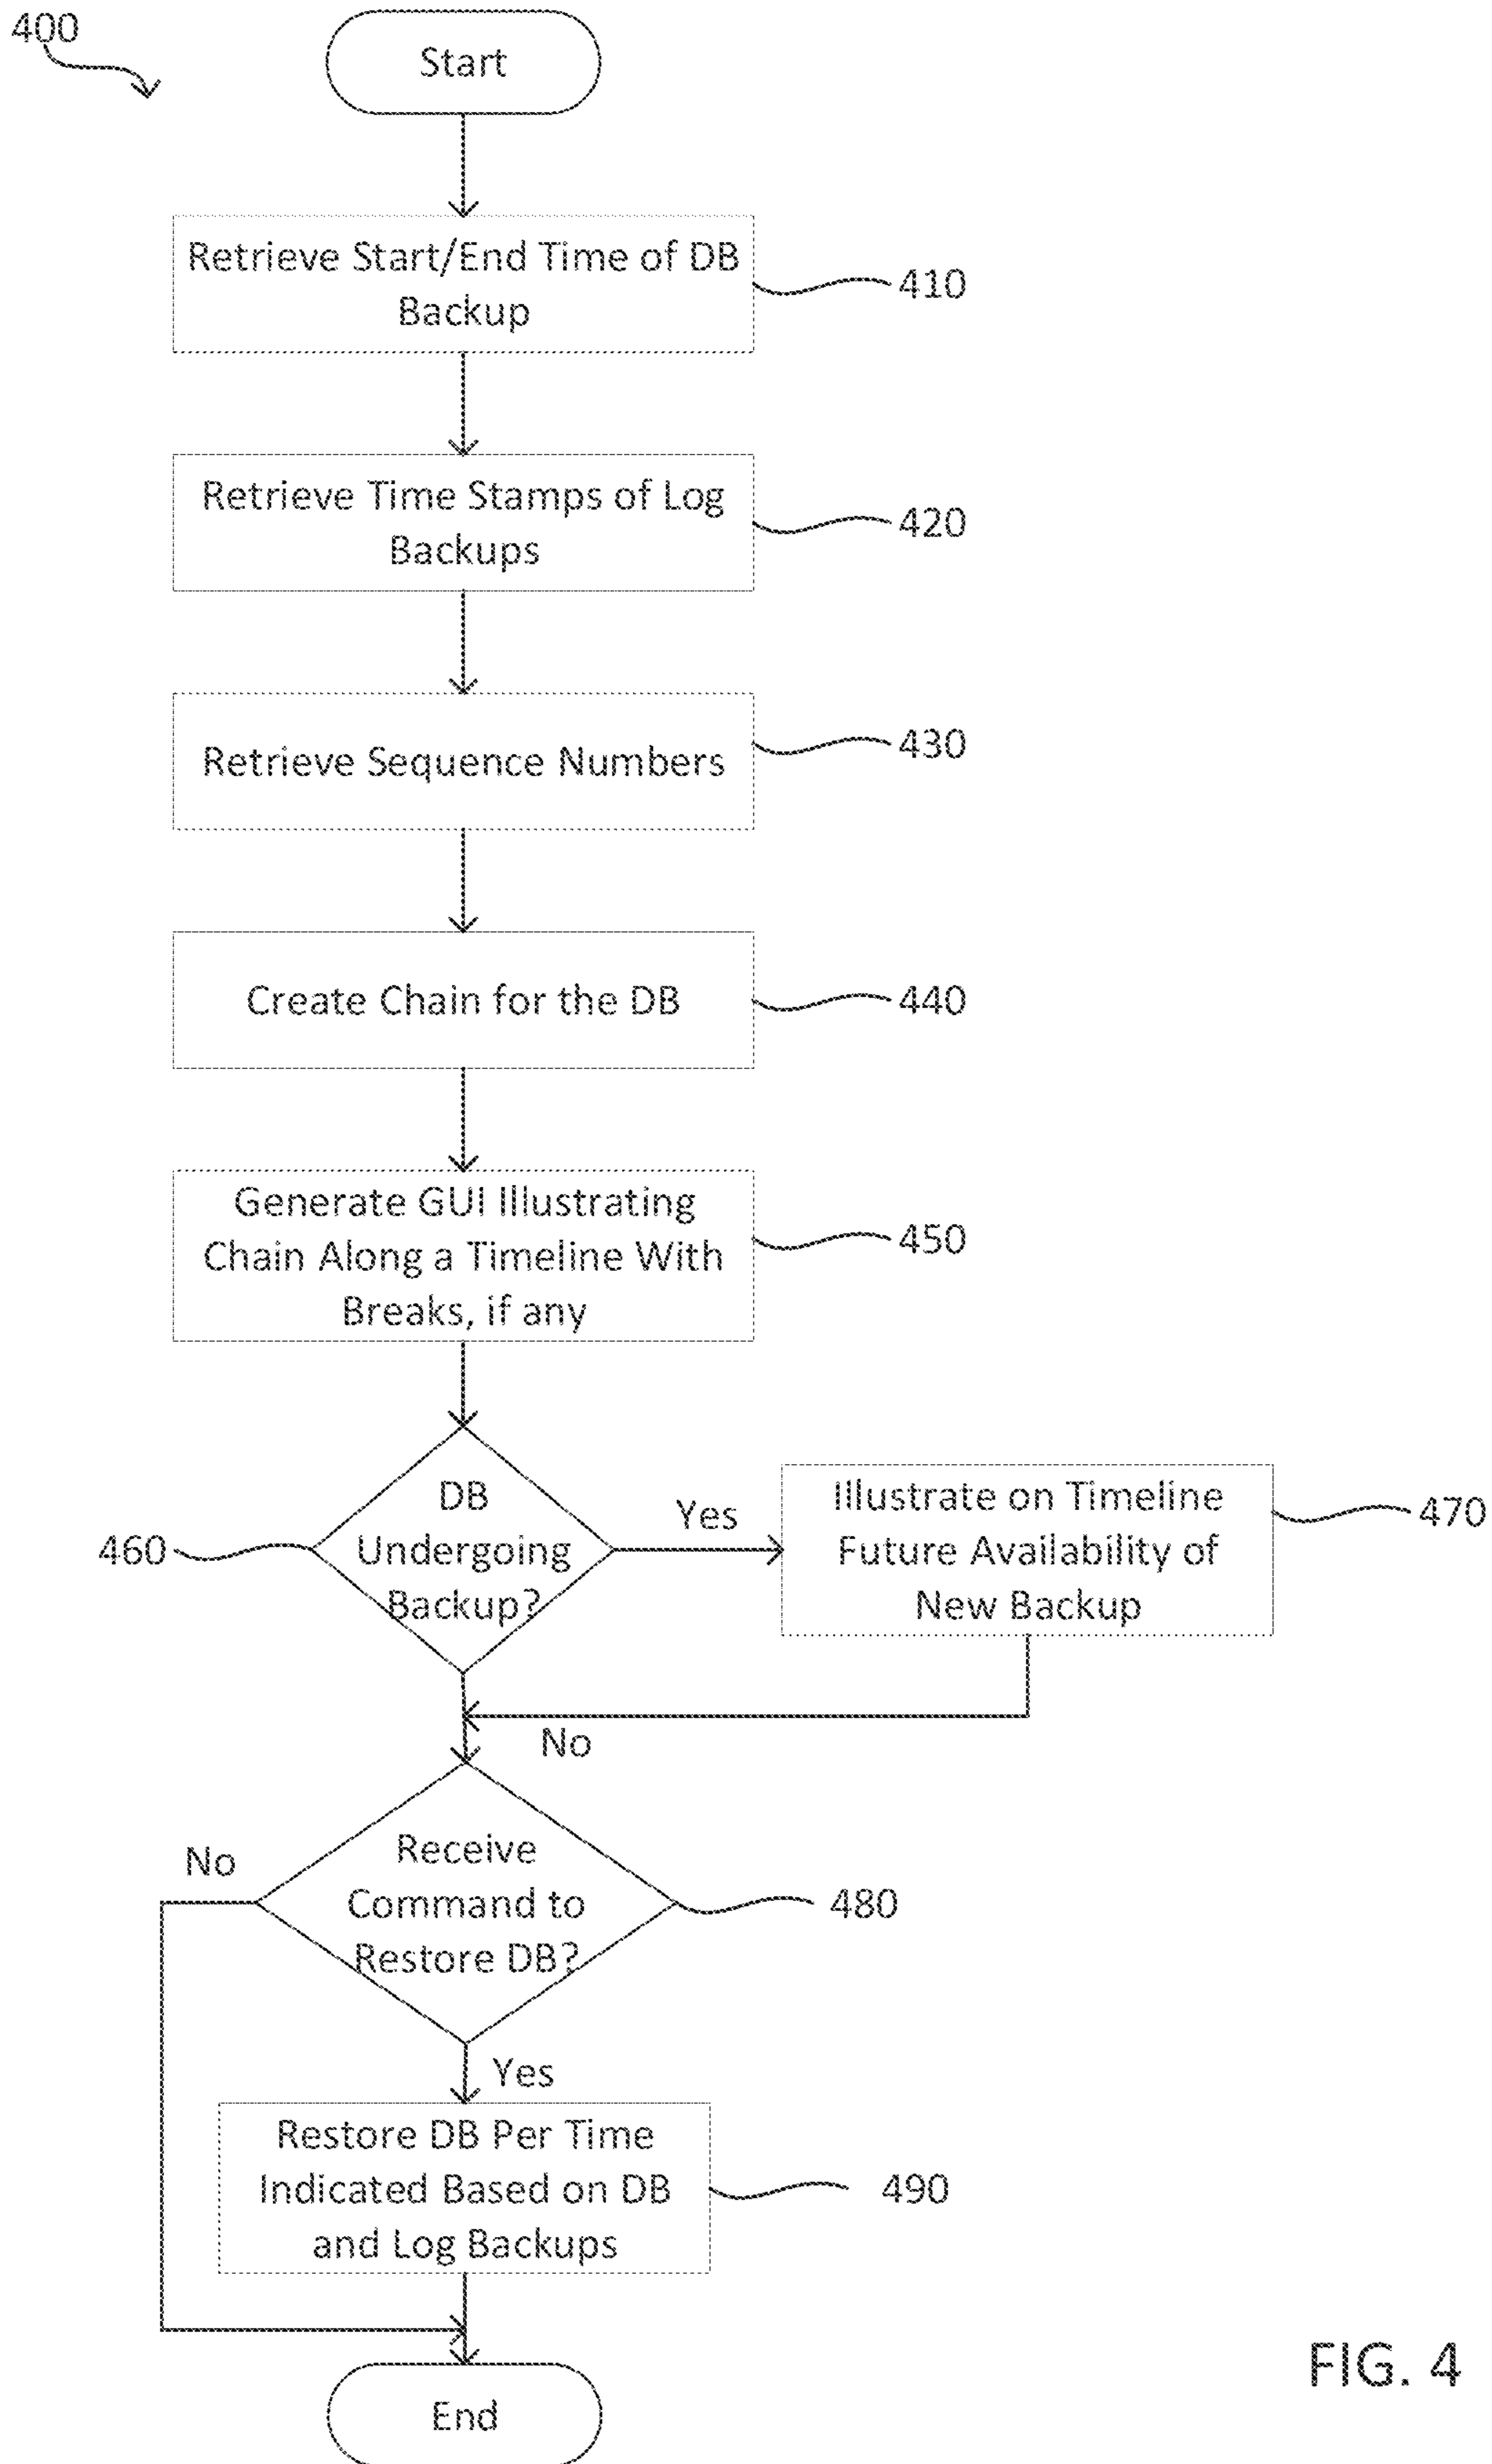 400
Start
Retrieve Start/End Time of DB
Backup
410
Retrieve Time Stamps of Log
Backups
420
Retrieve Sequence Numbers
430
Create Chain for the DB
440
Generate GUI Illustrating
Chain Along a Timeline With
Breaks, if any
450
DB
Undergoing
Backup?
460
Yes
Illustrate on Timeline
Future Availability of
New Backup
470
No
Receive
Command to
Restore DB?
480
No
Yes
Restore DB Per Time
Indicated Based on DB
and Log Backups
490
End
FIG. 4